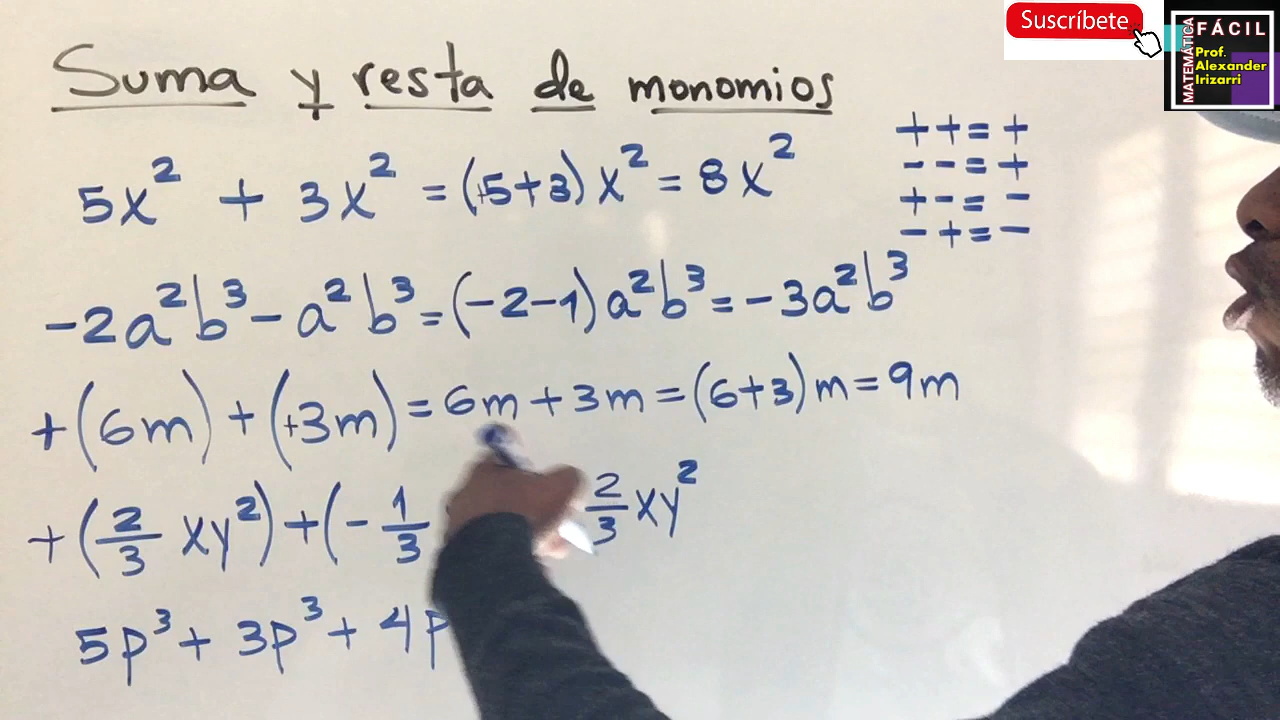 Suscríbete
MATEMÁTICA
FÁCIL
Prof.
Alexander
Irizarri
Suma y resta de monomios
5x² + 3x² = (+5+3)x² = 8x²
++=+
--=+
+-=-
-+=-
-2a²b³-a²b³=(-2-1)a²b³=-3a²b³
+(6m)+(+3m)=6m+3m=(6+3)m=9m
+(2/3 xy²)+(-1/3 2/3 xy²
5p³+3p³+4p